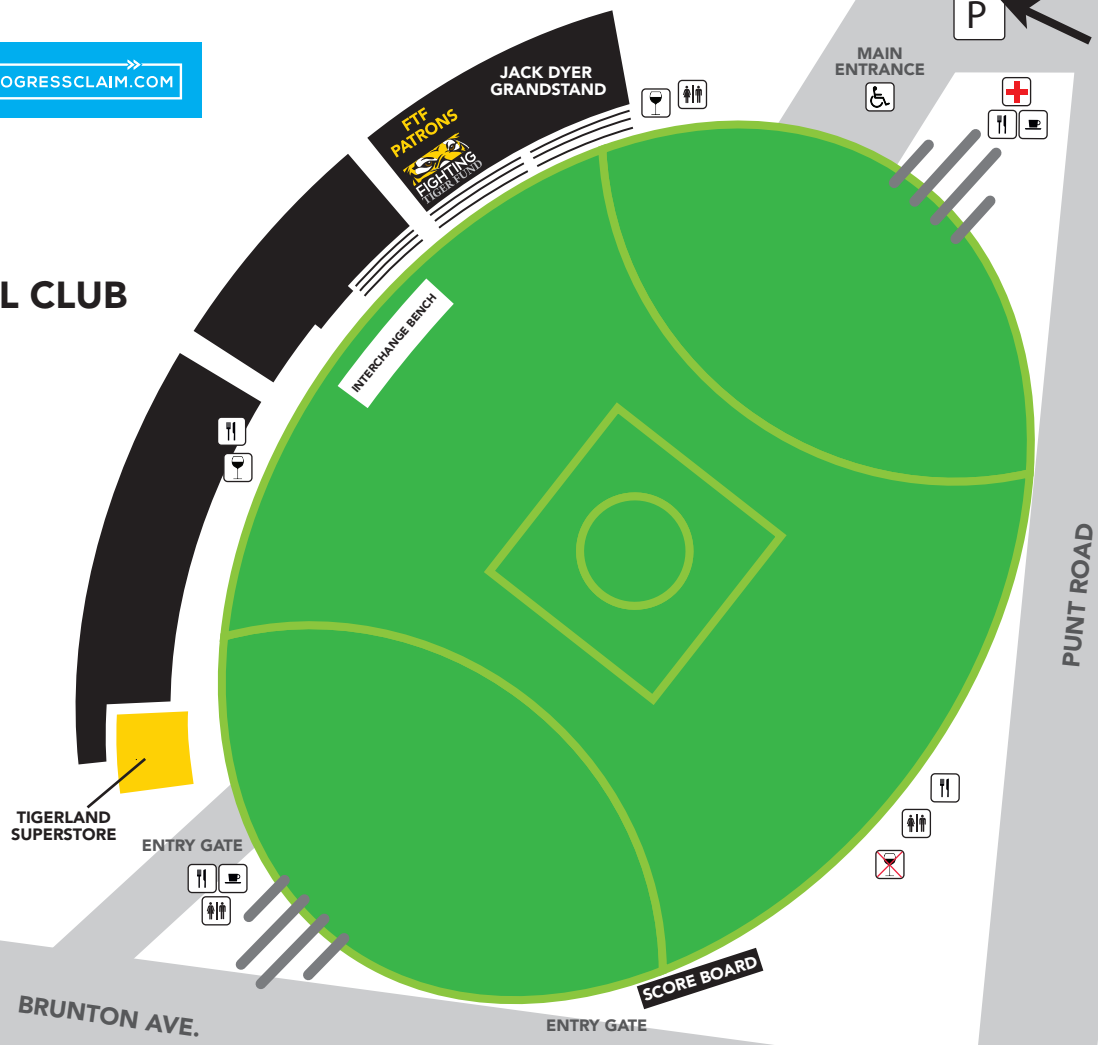 P
OGRESSCLAIM.COM
MAIN
ENTRANCE
JACK DYER
GRANDSTAND
FTF
PATRONS
FIGHTING
TIGER FUND
L CLUB
INTERCHANGE BENCH
PUNT ROAD
TIGERLAND
SUPERSTORE
ENTRY GATE
SCORE BOARD
BRUNTON AVE.
ENTRY GATE